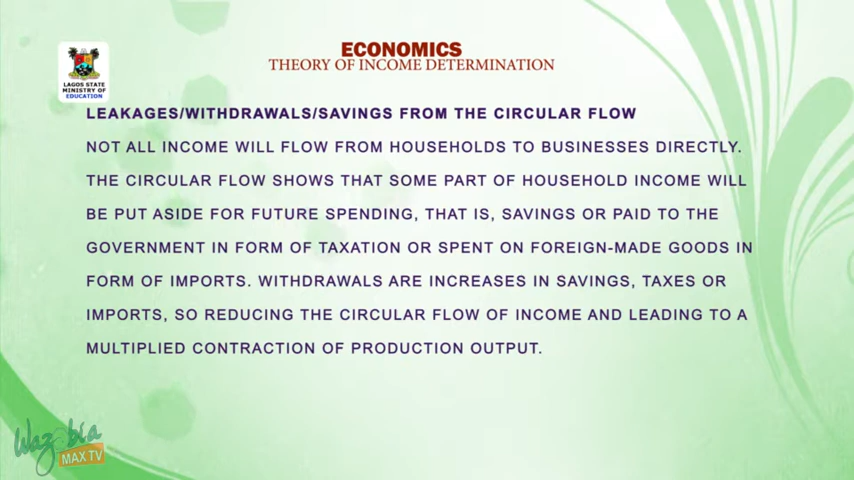 ECONOMICS
THEORY OF INCOME DETERMINATION
LAGOS STATE
MINISTRY OF
EDUCATION
LEAKAGES/WITHDRAWALS/SAVINGS FROM THE CIRCULAR FLOW
NOT ALL INCOME WILL FLOW FROM HOUSEHOLDS TO BUSINESSES DIRECTLY.
THE CIRCULAR FLOW SHOWS THAT SOME PART OF HOUSEHOLD INCOME WILL
BE PUT ASIDE FOR FUTURE SPENDING, THAT IS, SAVINGS OR PAID TO THE
GOVERNMENT IN FORM OF TAXATION OR SPENT ON FOREIGN-MADE GOODS IN
FORM OF IMPORTS. WITHDRAWALS ARE INCREASES IN SAVINGS, TAXES OR
IMPORTS, SO REDUCING THE CIRCULAR FLOW OF INCOME AND LEADING TO A
MULTIPLIED CONTRACTION OF PRODUCTION OUTPUT.
Wazobia
MAX TV